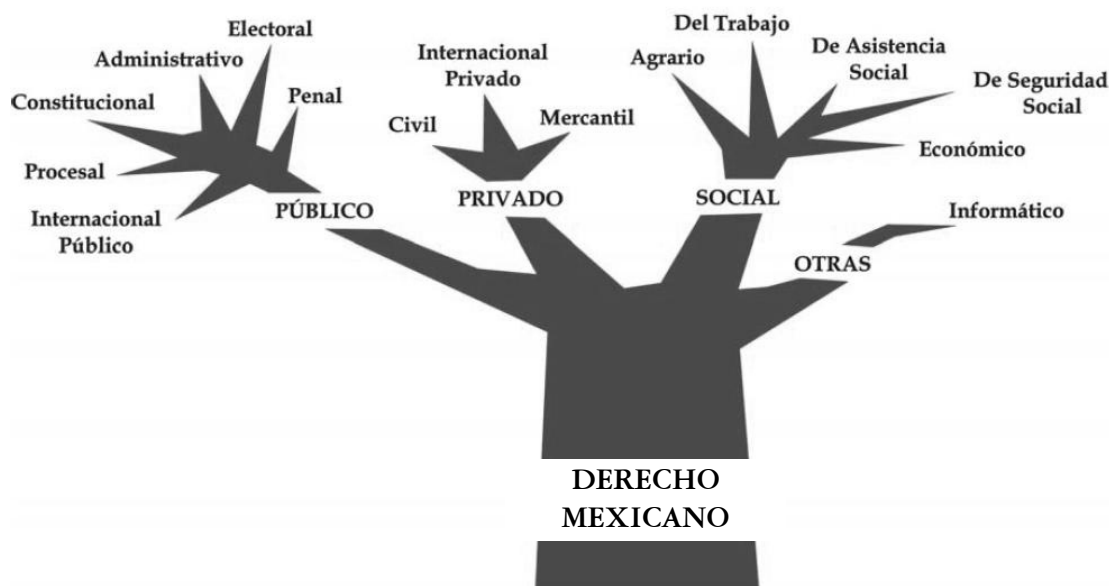 Electoral
Administrativo
Constitucional
Penal
Procesal
Internacional
Público
PÚBLICO
Internacional
Privado
Civil
Mercantil
PRIVADO
Del Trabajo
Agrario
De Asistencia
Social
De Seguridad
Social
Económico
SOCIAL
Informático
OTRAS
DERECHO
MEXICANO